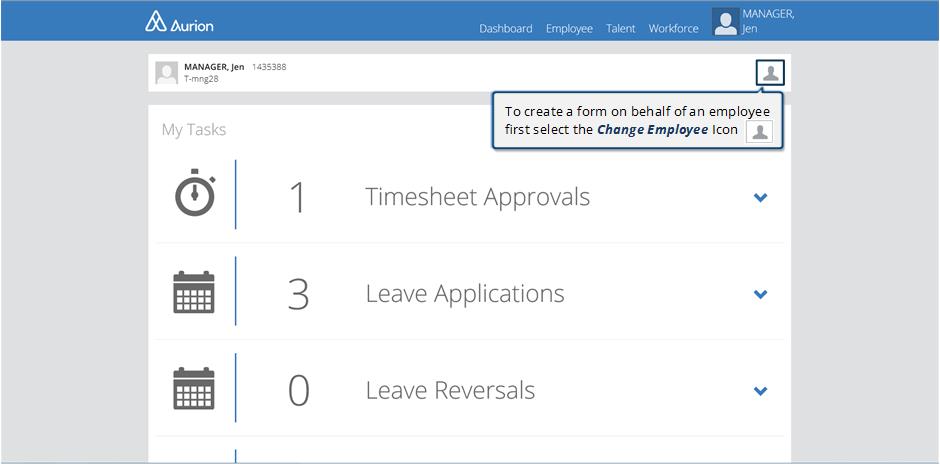 Aurion
Dashboard Employee Talent Workforce
MANAGER,
Jen
MANAGER, Jen 1435388
T-mng28
To create a form on behalf of an employee
first select the Change Employee Icon
My Tasks
1 Timesheet Approvals
3 Leave Applications
0 Leave Reversals